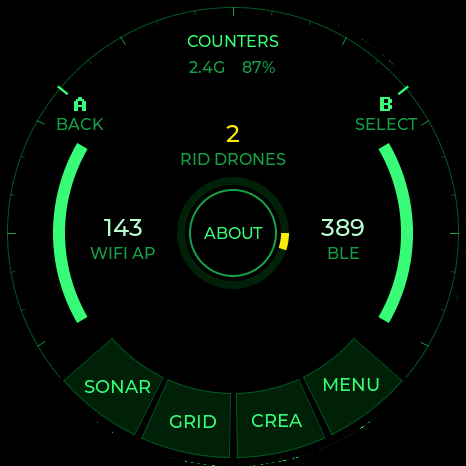 COUNTERS
2.4G 87%
A B
BACK SELECT
2
RID DRONES
143 389
WIFI AP BLE
ABOUT
SONAR GRID CREA MENU